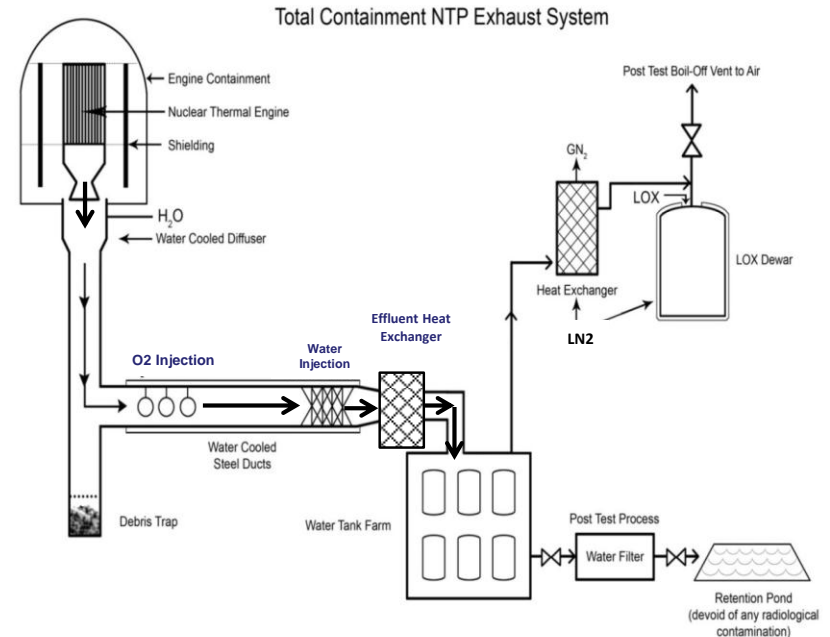 Total Containment NTP Exhaust System
Engine Containment
Nuclear Thermal Engine
Shielding
H₂O
Water Cooled Diffuser
Post Test Boil-Off Vent to Air
GN₂
LOX
LOX Dewar
Heat Exchanger
LN2
Effluent Heat
Exchanger
O2 Injection
Water
Injection
Water Cooled
Steel Ducts
Debris Trap
Water Tank Farm
Post Test Process
Water Filter
Retention Pond
(devoid of any radiological
contamination)